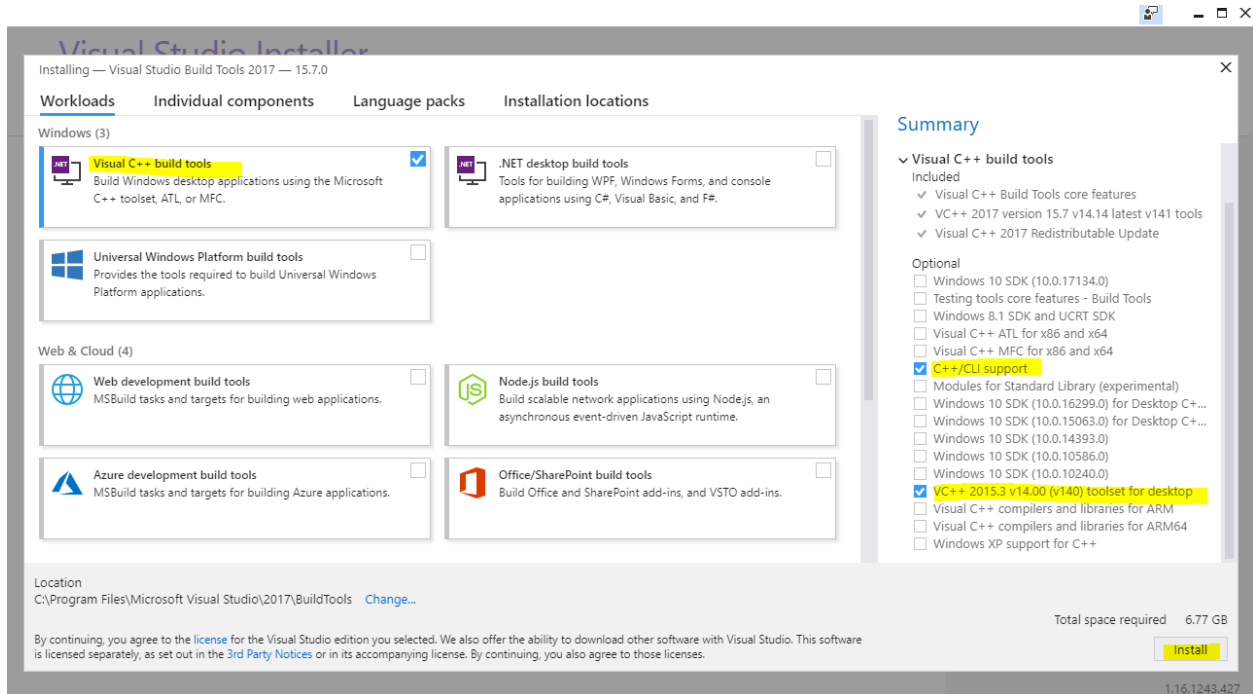 Visual Studio Installer
Installing — Visual Studio Build Tools 2017 — 15.7.0
Workloads
Individual components
Language packs
Installation locations
Windows (3)
.NET
Visual C++ build tools
Build Windows desktop applications using the Microsoft
C++ toolset, ATL, or MFC.
.NET
.NET desktop build tools
Tools for building WPF, Windows Forms, and console
applications using C#, Visual Basic, and F#.
Universal Windows Platform build tools
Provides the tools required to build Universal Windows
Platform applications.
Web & Cloud (4)
Web development build tools
MSBuild tasks and targets for building web applications.
JS
Node.js build tools
Build scalable network applications using Node.js, an
asynchronous event-driven JavaScript runtime.
Azure development build tools
MSBuild tasks and targets for building Azure applications.
Office/SharePoint build tools
Build Office and SharePoint add-ins, and VSTO add-ins.
Summary
Visual C++ build tools
Included
Visual C++ Build Tools core features
VC++ 2017 version 15.7 v14.14 latest v141 tools
Visual C++ 2017 Redistributable Update
Optional
Windows 10 SDK (10.0.17134.0)
Testing tools core features - Build Tools
Windows 8.1 SDK and UCRT SDK
Visual C++ ATL for x86 and x64
Visual C++ MFC for x86 and x64
C++/CLI support
Modules for Standard Library (experimental)
Windows 10 SDK (10.0.16299.0) for Desktop C+...
Windows 10 SDK (10.0.15063.0) for Desktop C+...
Windows 10 SDK (10.0.14393.0)
Windows 10 SDK (10.0.10586.0)
Windows 10 SDK (10.0.10240.0)
VC++ 2015.3 v14.00 (v140) toolset for desktop
Visual C++ compilers and libraries for ARM
Visual C++ compilers and libraries for ARM64
Windows XP support for C++
Location
C:\Program Files\Microsoft Visual Studio\2017\BuildTools Change...
Total space required 6.77 GB
By continuing, you agree to the license for the Visual Studio edition you selected. We also offer the ability to download other software with Visual Studio. This software
is licensed separately, as set out in the 3rd Party Notices or in its accompanying license. By continuing, you also agree to those licenses.
Install
1.16.1243.427